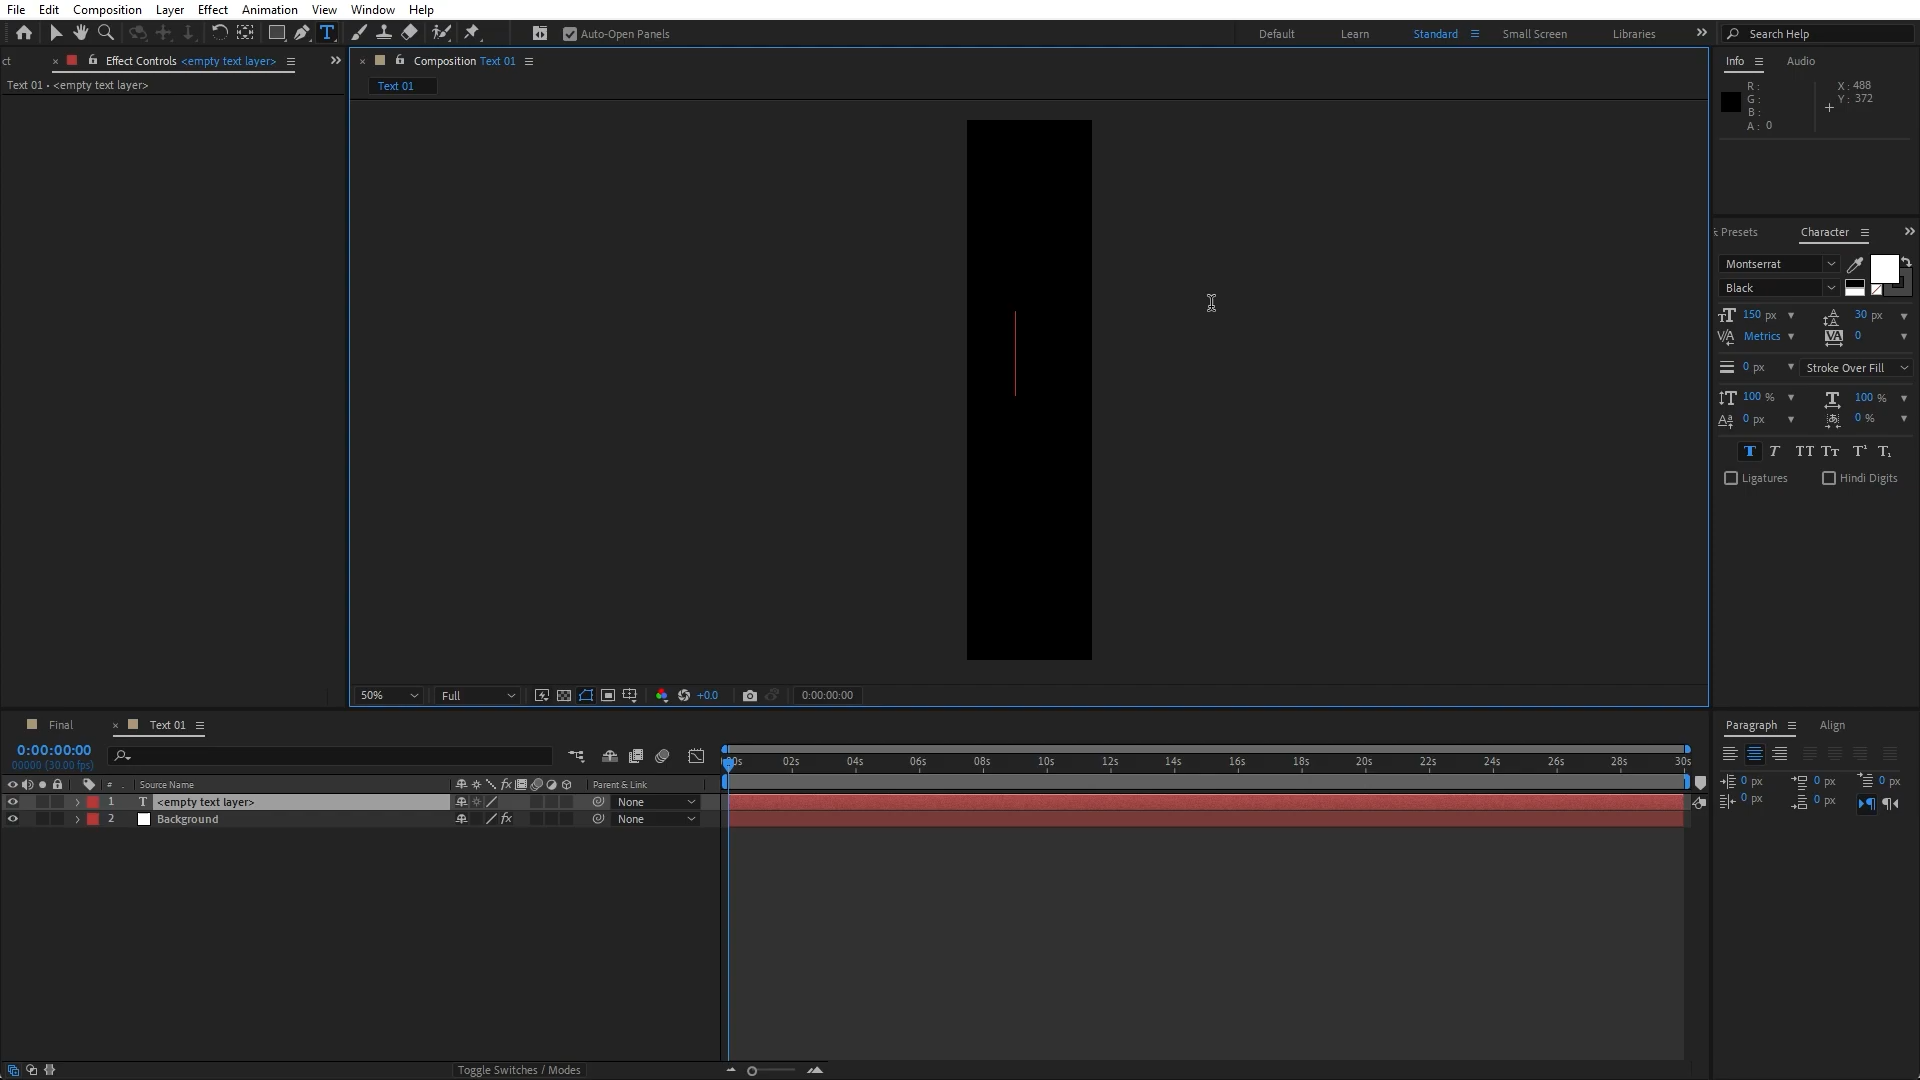 File Edit Composition Layer Effect Animation View Window Help
Auto-Open Panels
Default Learn Standard Small Screen Libraries
Search Help
ct
Effect Controls <empty text layer>
Text 01 • <empty text layer>
Composition Text 01
Text 01
Info Audio
R :
G :
B :
A : 0
X : 488
Y : 372
Presets Character
Montserrat
Black
150 px 30 px
Metrics 0
0 px Stroke Over Fill
100 % 100 %
0 px 0 %
Ligatures Hindi Digits
50% Full +0.0 0:00:00:00
Final Text 01
0:00:00:00
00000 (30.00 fps)
# Source Name Parent & Link
1 <empty text layer> None
2 Background None
02s 04s 06s 08s 10s 12s 14s 16s 18s 20s 22s 24s 26s 28s 30s
Toggle Switches / Modes
Paragraph Align
0 px 0 px 0 px
0 px 0 px